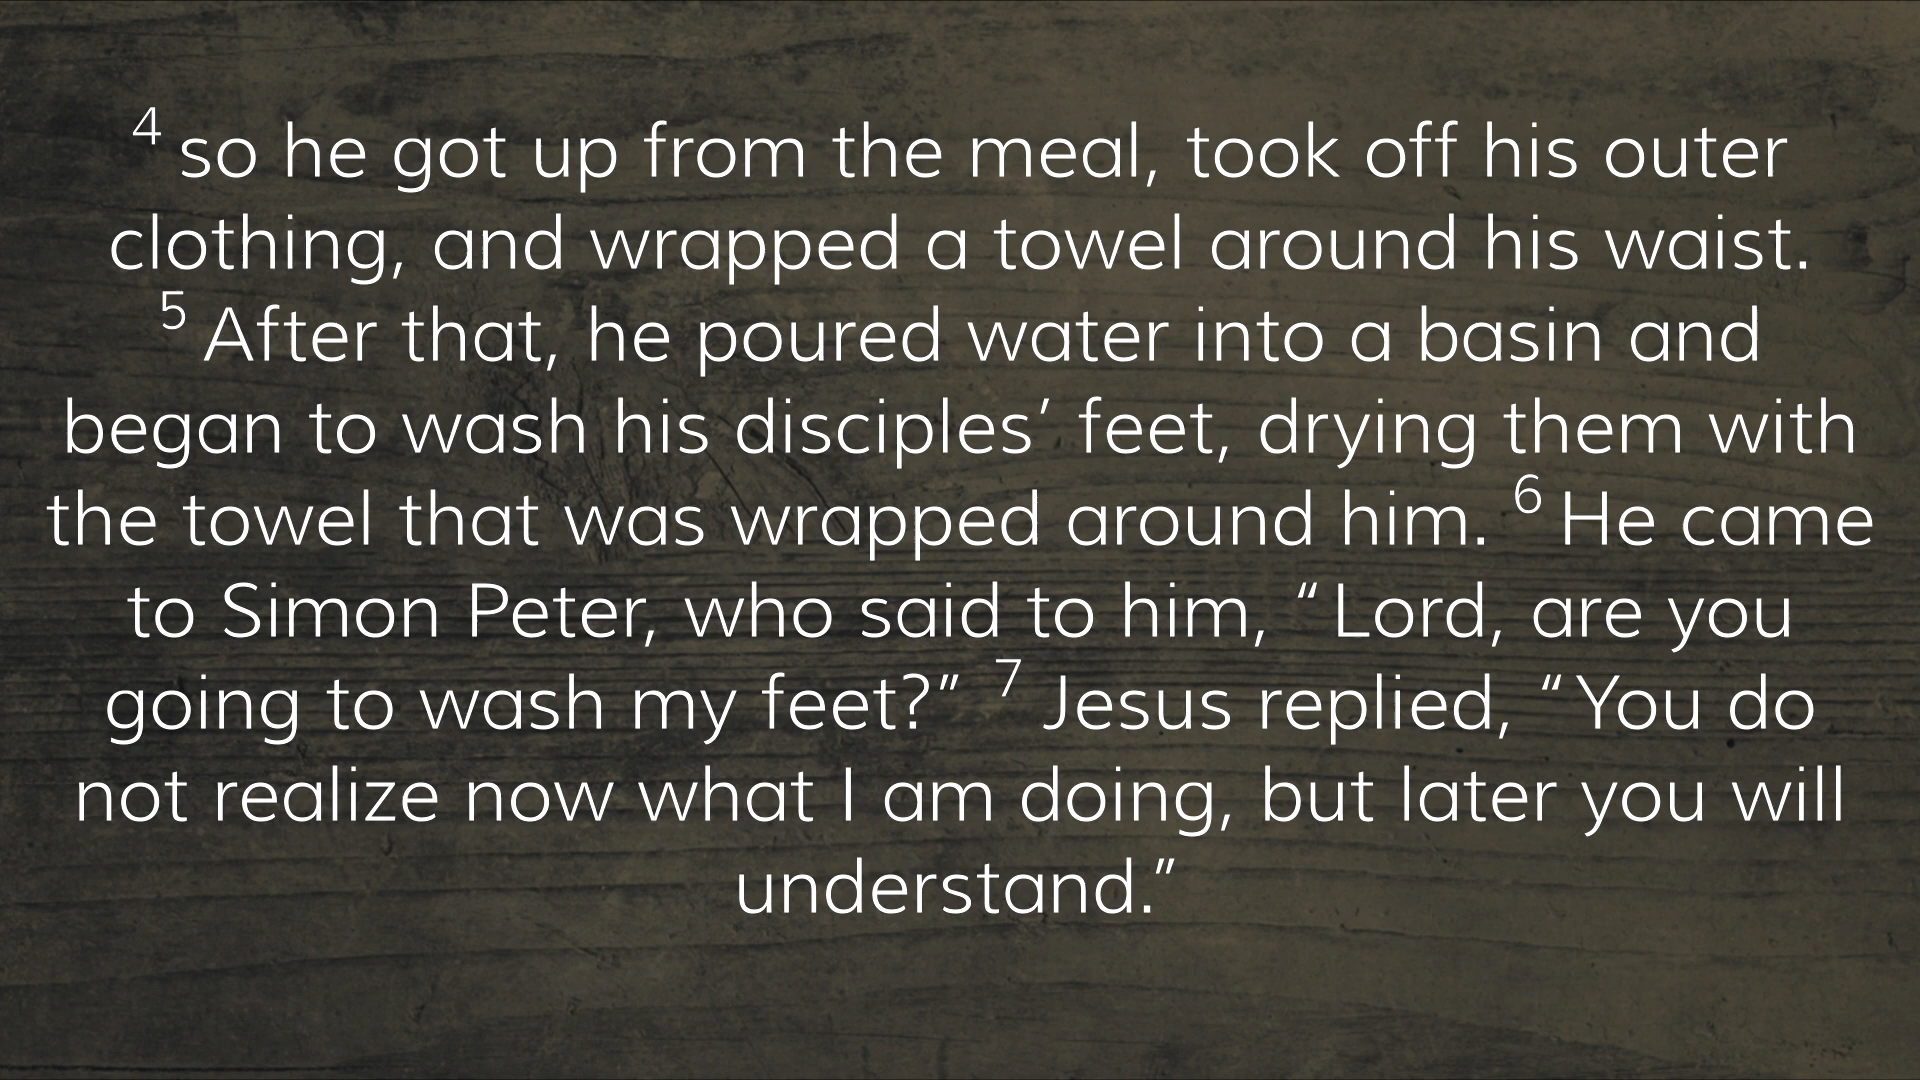 4 so he got up from the meal, took off his outer
clothing, and wrapped a towel around his waist.
5 After that, he poured water into a basin and
began to wash his disciples’ feet, drying them with
the towel that was wrapped around him. 6 He came
to Simon Peter, who said to him, “Lord, are you
going to wash my feet?” 7 Jesus replied, “You do
not realize now what I am doing, but later you will
understand.”